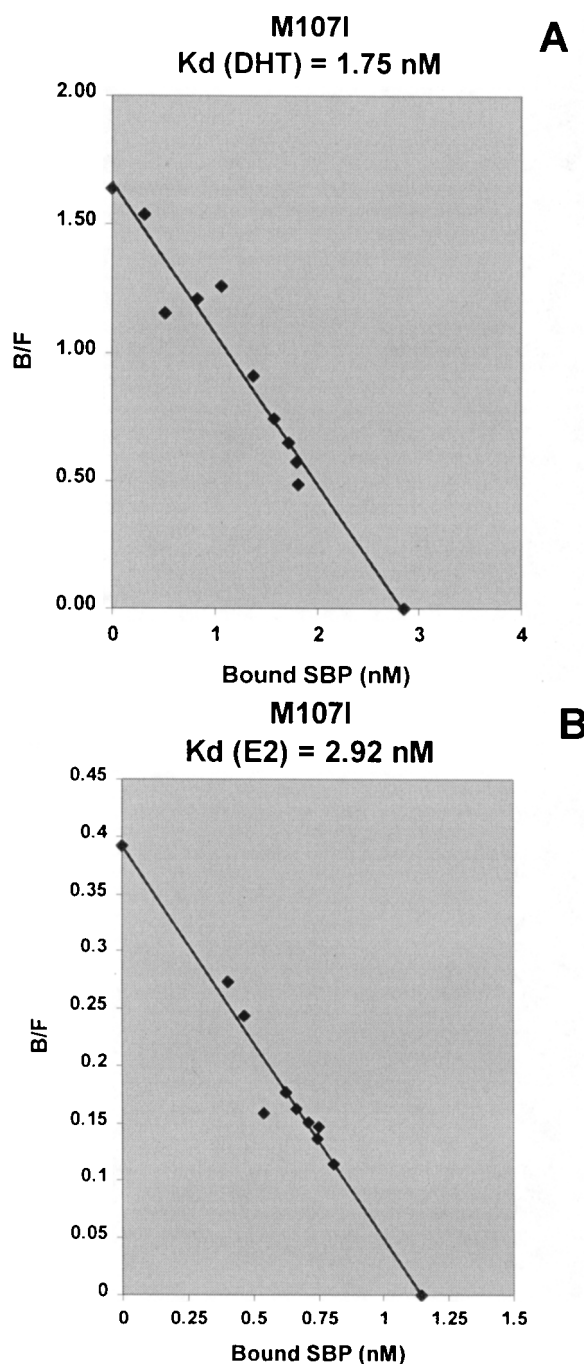 M107I
A
Kd (DHT) = 1.75 nM
2.00
1.50
1.00
0.50
0.00
B/F
0 1 2 3 4
Bound SBP (nM)
M107I
B
Kd (E2) = 2.92 nM
0.45
0.4
0.35
0.3
0.25
0.2
0.15
0.1
0.05
0
B/F
0 0.25 0.5 0.75 1 1.25 1.5
Bound SBP (nM)